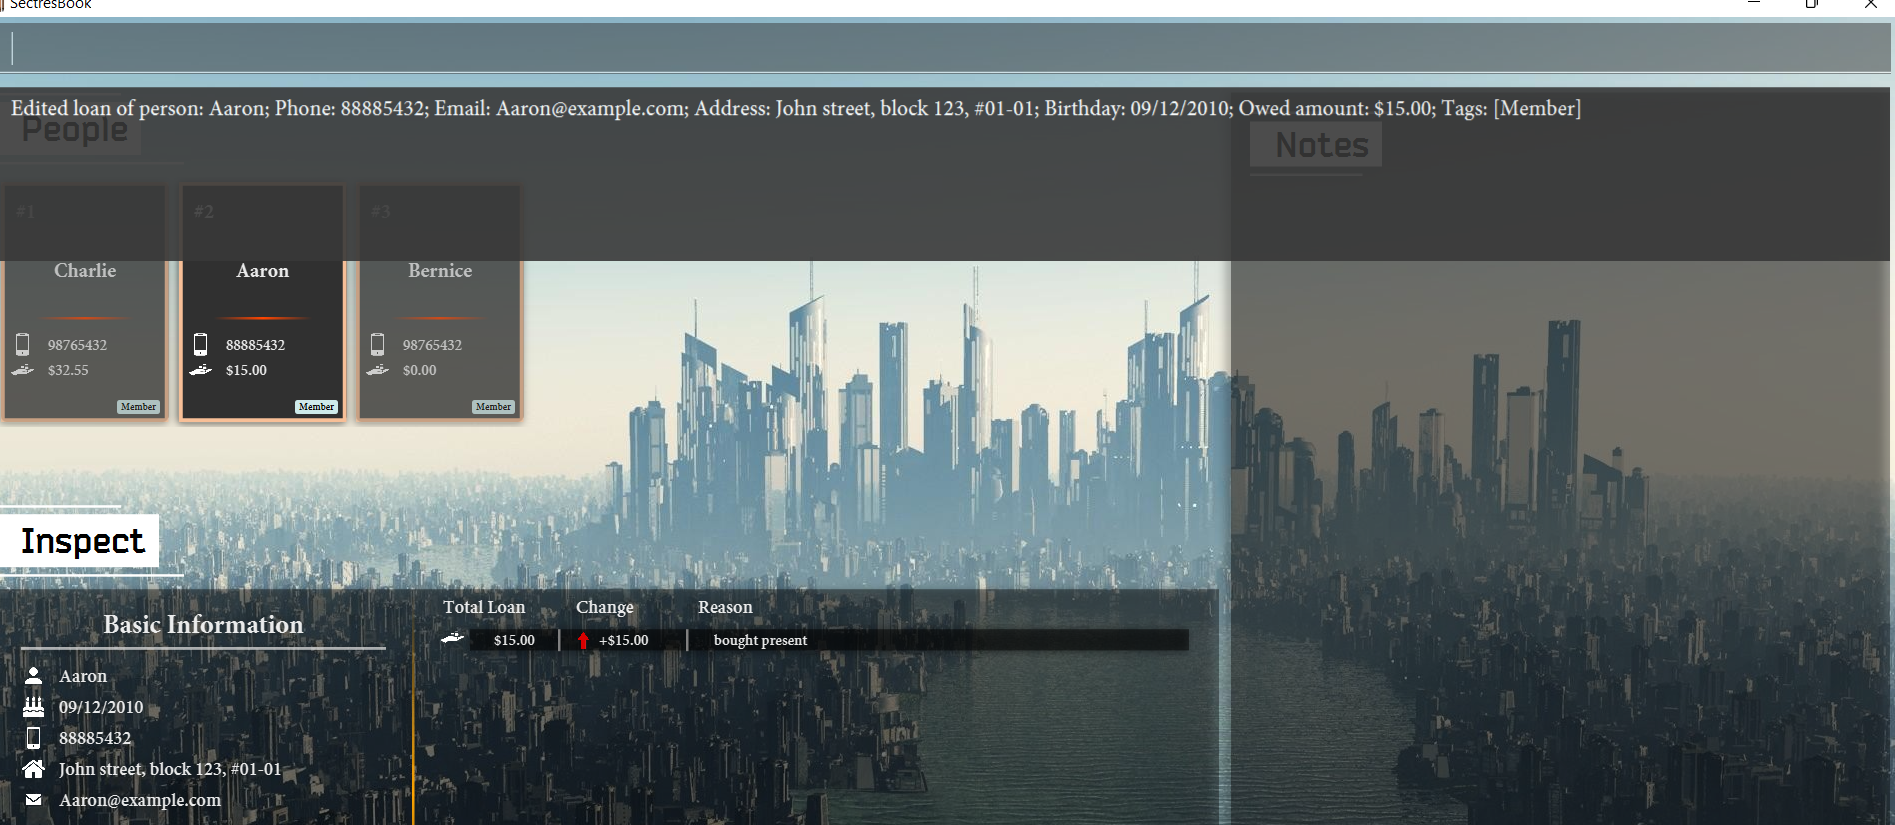 SectresBook
Edited loan of person: Aaron; Phone: 88885432; Email: Aaron@example.com; Address: John street, block 123, #01-01; Birthday: 09/12/2010; Owed amount: $15.00; Tags: [Member]
People
Notes
#1
Charlie
98765432
$32.55
Member
#2
Aaron
88885432
$15.00
Member
#3
Bernice
98765432
$0.00
Member
Inspect
Basic Information
Aaron
09/12/2010
88885432
John street, block 123, #01-01
Aaron@example.com
Total Loan Change Reason
$15.00 +$15.00 bought present